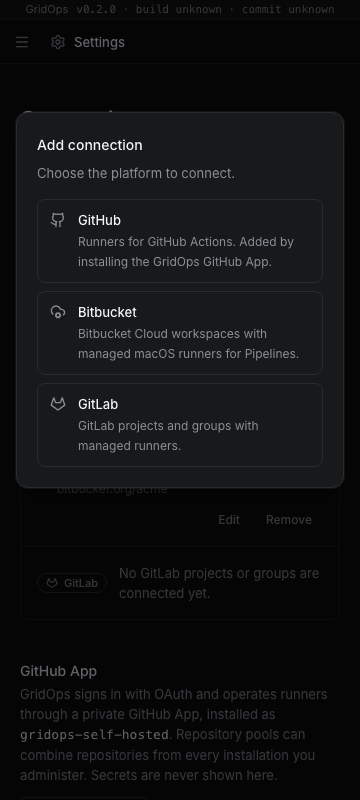 GridOps v0.2.0 · build unknown · commit unknown
Settings
Add connection
Choose the platform to connect.
GitHub
Runners for GitHub Actions. Added by
installing the GridOps GitHub App.
Bitbucket
Bitbucket Cloud workspaces with
managed macOS runners for Pipelines.
GitLab
GitLab projects and groups with
managed runners.
bitbucket.org/acme
Edit Remove
GitLab
No GitLab projects or groups are
connected yet.
GitHub App
GridOps signs in with OAuth and operates runners
through a private GitHub App, installed as
gridops-self-hosted. Repository pools can
combine repositories from every installation you
administer. Secrets are never shown here.